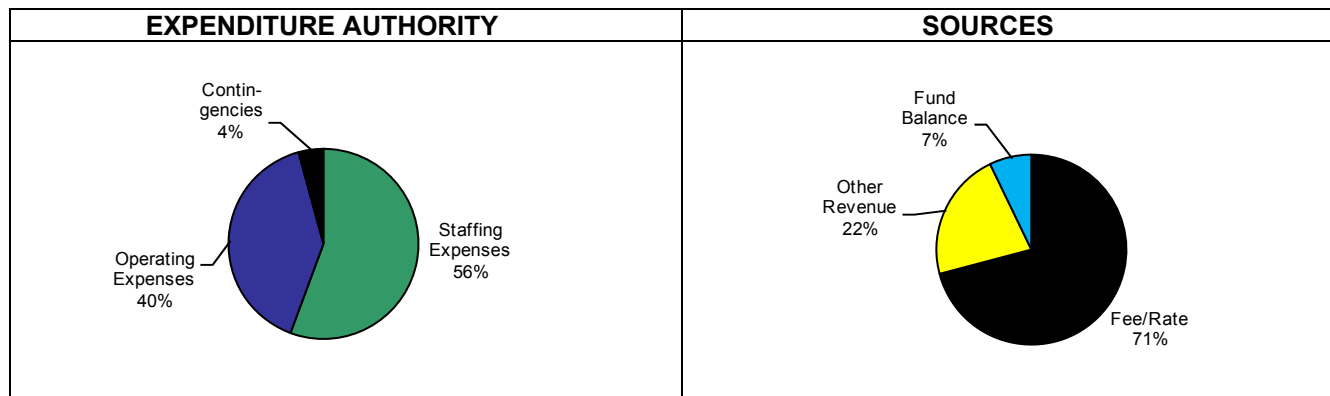 EXPENDITURE AUTHORITY
Contin-
gencies
4%
Operating
Expenses
40%
Staffing
Expenses
56%
SOURCES
Fund
Balance
7%
Other
Revenue
22%
Fee/Rate
71%